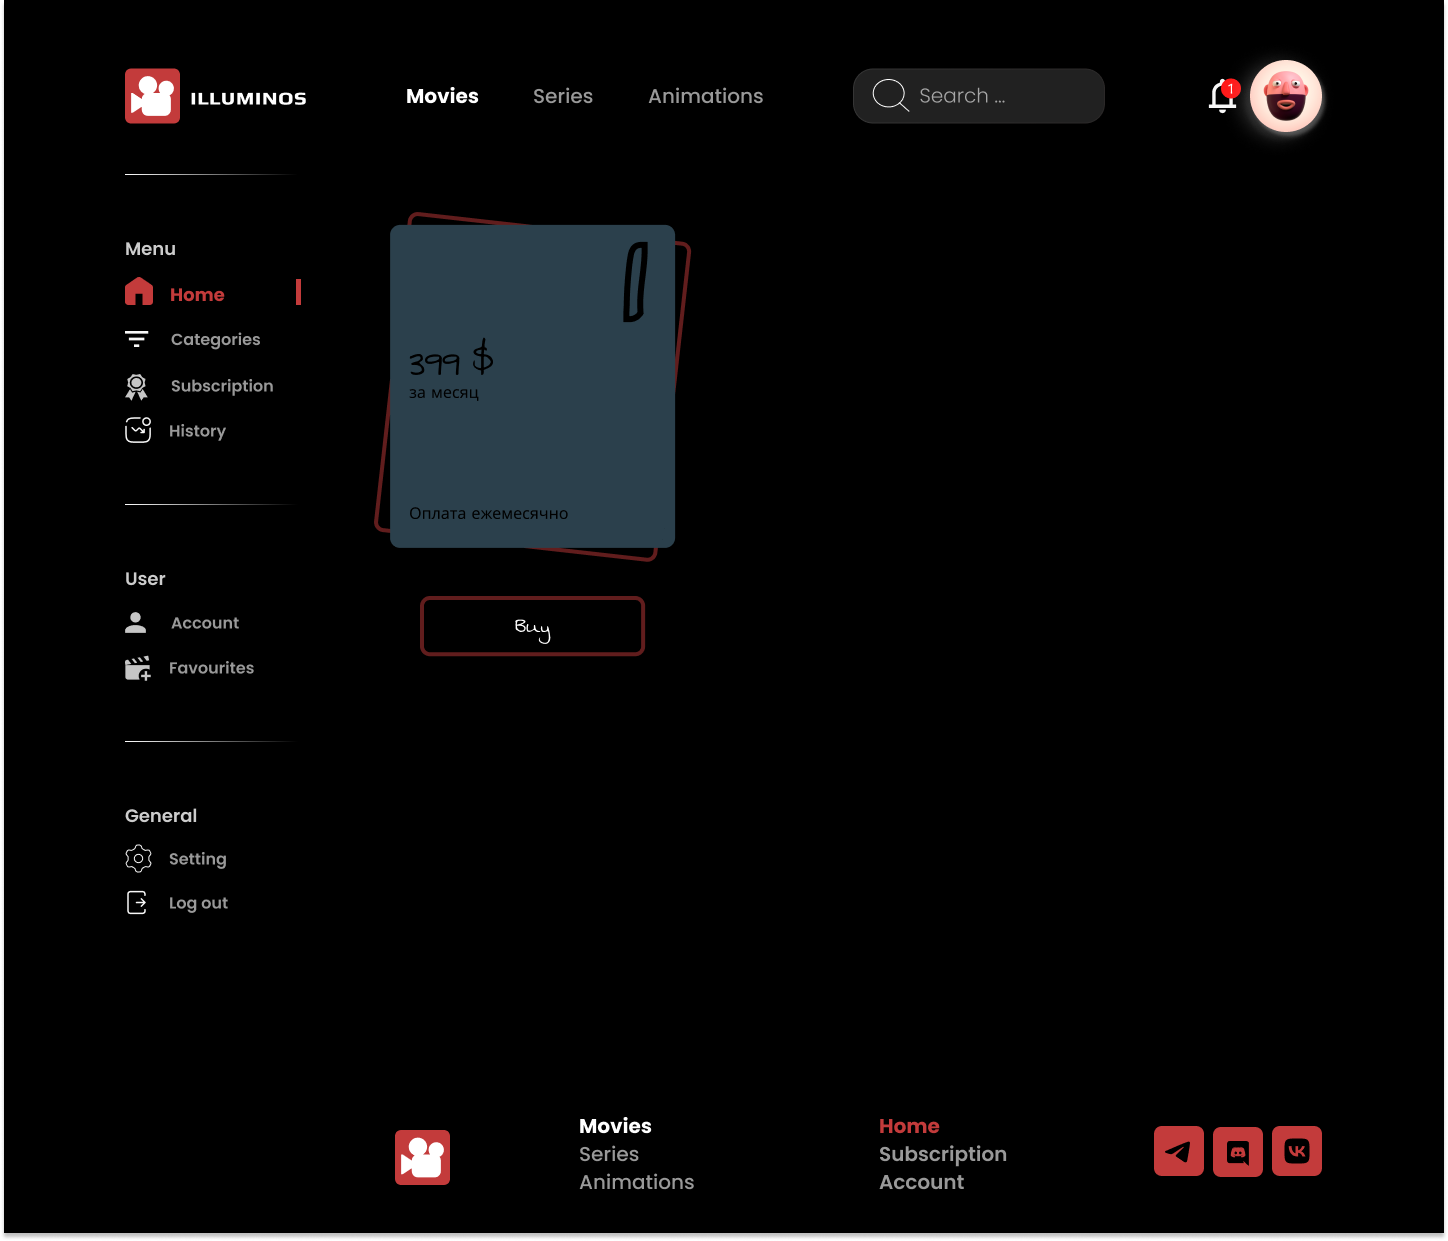 ILLUMINOS
Movies
Series
Animations
Search ...
1
Menu
Home
Categories
Subscription
History
399 $
за месяц
Оплата ежемесячно
Buy
User
Account
Favourites
General
Setting
Log out
Movies
Series
Animations
Home
Subscription
Account